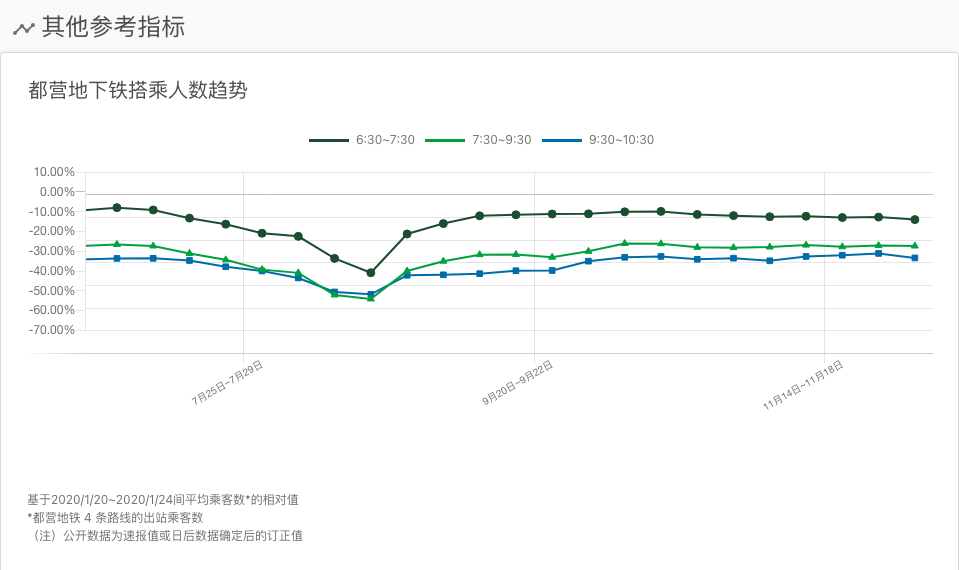 其他参考指标
都营地下铁搭乘人数趋势
6:30~7:30 7:30~9:30 9:30~10:30
10.00%
0.00%
-10.00%
-20.00%
-30.00%
-40.00%
-50.00%
-60.00%
-70.00%
7月25日~7月29日 9月20日~9月22日 11月14日~11月18日
基于2020/1/20~2020/1/24间平均乘客数*的相对值
*都营地铁 4 条路线的出站乘客数
（注）公开数据为速报值或日后数据确定后的订正值